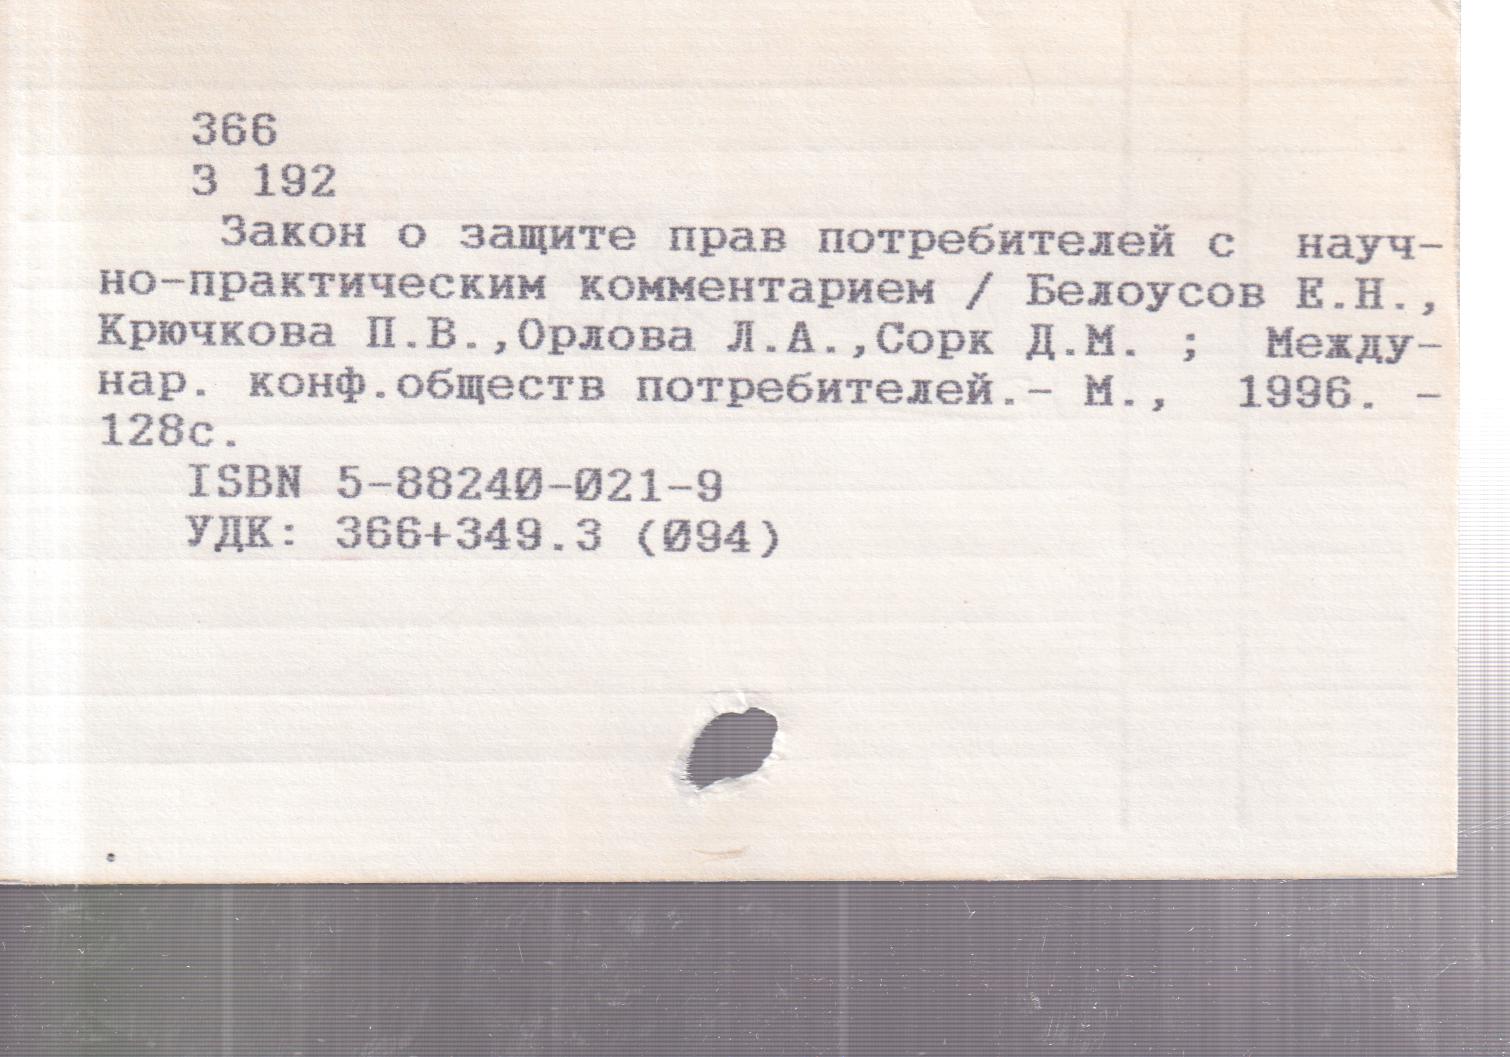 366
З 192
Закон о защите прав потребителей с науч-
но-практическим комментарием / Белоусов Е.Н.,
Крючкова П.В.,Орлова Л.А.,Сорк Д.М. ; Между-
нар. конф.обществ потребителей.- М., 1996. -
128с.
ISBN 5-88240-021-9
УДК: 366+349.3 (094)